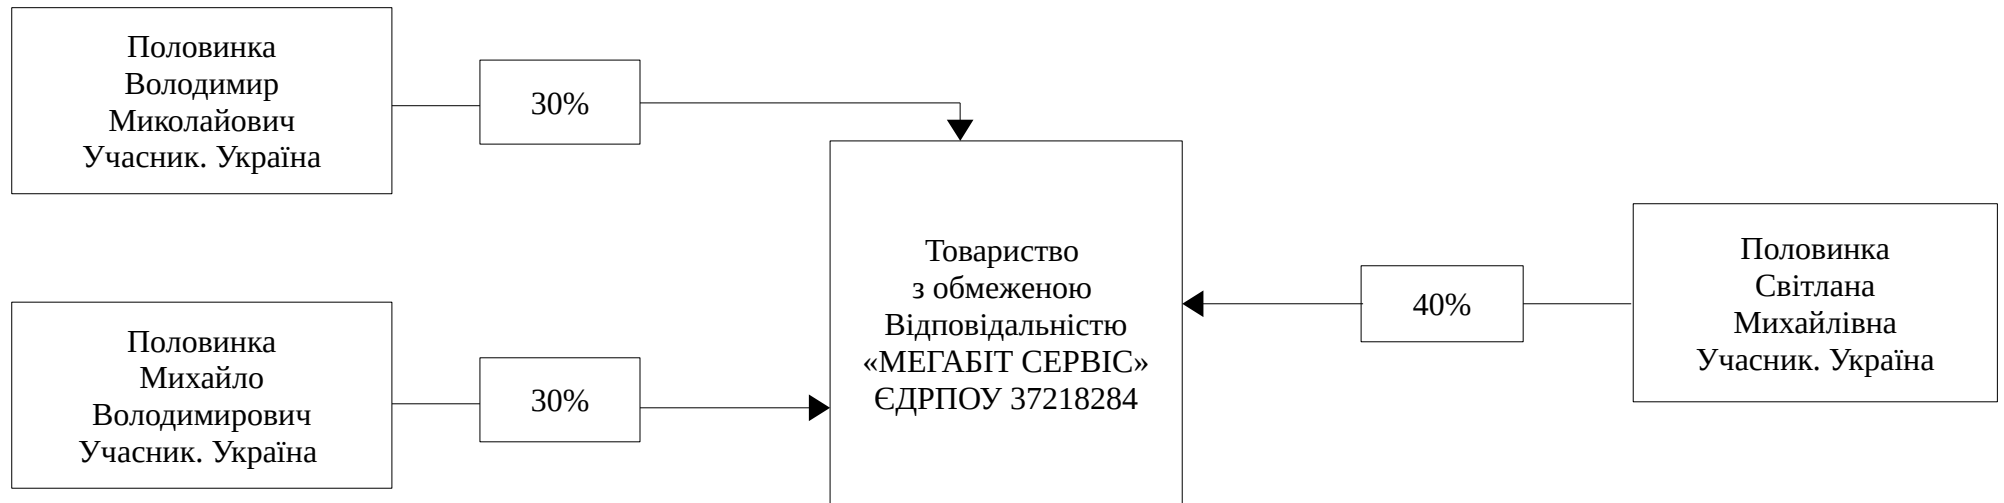 Половинка
Володимир
Миколайович
Учасник. Україна
30%
Половинка
Михайло
Володимирович
Учасник. Україна
30%
Товариство
з обмеженою
Відповідальністю
«МЕГАБІТ СЕРВІС»
ЄДРПОУ 37218284
40%
Половинка
Світлана
Михайлівна
Учасник. Україна